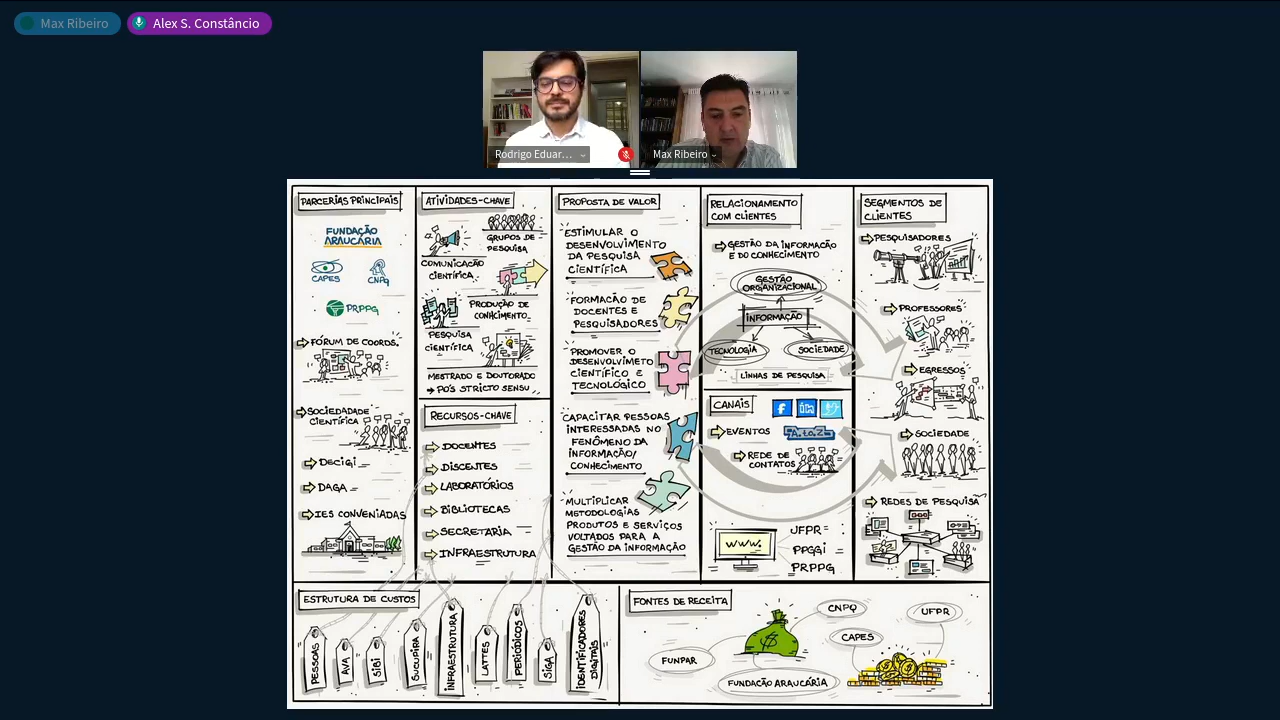 Max Ribeiro
Alex S. Constâncio
Rodrigo Eduar...
Max Ribeiro
PARCERIAS PRINCIPAIS
FUNDAÇÃO
ARAUCÁRIA
CAPES
CNPq
PRPPG
FÓRUM DE COORDS.
SOCIEDADADE
CIENTÍFICA
DECIGI
DAGA
IES CONVENIADAS
ATIVIDADES-CHAVE
GRUPOS DE
PESQUISA
COMUNICAÇÃO
CIENTÍFICA
PRODUÇÃO DE
CONHCIMENTO
PESQUISA
CIENTÍFICA
MESTRADO E DOUTORADO
PÓS STRICTO SENSU
RECURSOS-CHAVE
DOCENTES
DISCENTES
LABORATÓRIOS
BIBLIOTECAS
SECRETARIA
INFRAESTRUTURA
PROPOSTA DE VALOR
ESTIMULAR O
DESENVOLVIMENTO
DA PESQUISA
CIENTÍFICA
FORMAÇÃO DE
DOCENTES E
PESQUISADORES
PROMOVER O
DESENVOLVIMETO
CIENTÍFICO E
TECNOLÓGICO
CAPACITAR PESSOAS
INTERESSADAS NO
FENÔMENO DA
INFORMAÇÃO/
CONHECIMENTO
MULTIPLICAR
METODOLOGIAS
PRODUTOS E SERVIÇOS
VOLTADOS PARA A
GESTÃO DA INFORMAÇÃO
RELACIONAMENTO
COM CLIENTES
GESTÃO DA INFORMAÇÃO
E DO CONHECIMENTO
GESTÃO
ORGANIZACIONAL
INFORMAÇÃO
TECNOLOGIA
SOCIEDADE
LINHAS DE PESQUISA
CANAIS
f
in
EVENTOS
A.to.Z
REDE DE
CONTATOS
WWW.
UFPR
PPGGI
PRPPG
SEGMENTOS DE
CLIENTES
PESQUISADORES
PROFESSORES
EGRESSOS
SOCIEDADE
REDES DE PESQUISA
ESTRUTURA DE CUSTOS
PESSOAS
AVA
SIBI
SUCUPIRA
INFRAESTRUTURA
LATTES
PERIÓDICOS
SIGA
IDENTIFICADORES
DIGITAIS
FONTES DE RECEITA
CNPQ
UFPR
CAPES
FUNPAR
FUNDAÇÃO ARAUCÁRIA